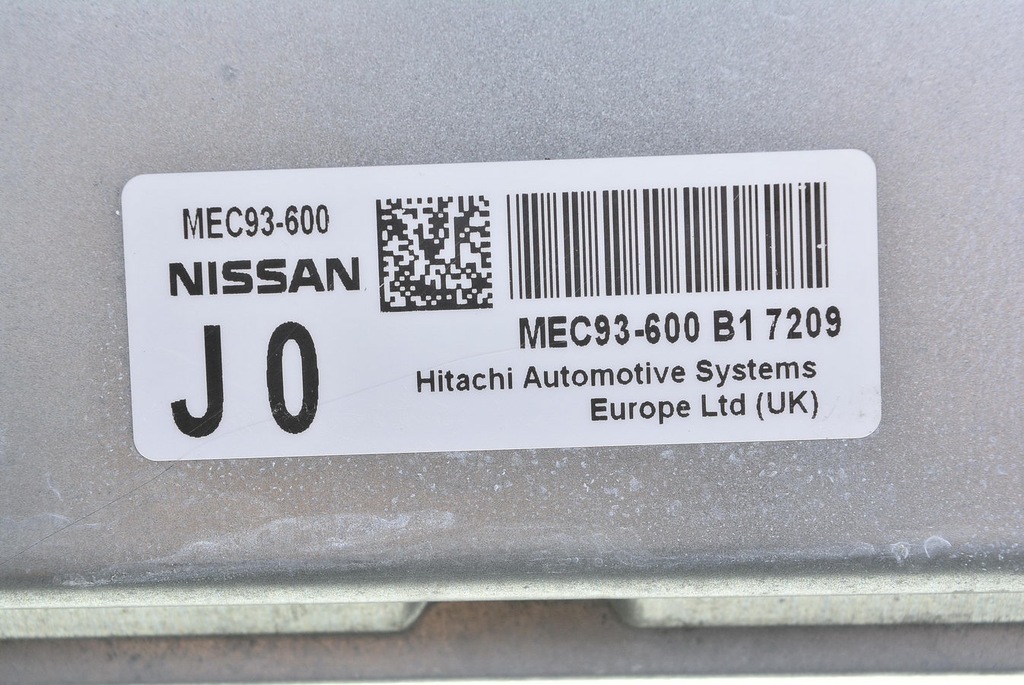 MEC93-600
NISSAN
J0
MEC93-600 B1 7209
Hitachi Automotive Systems
Europe Ltd (UK)